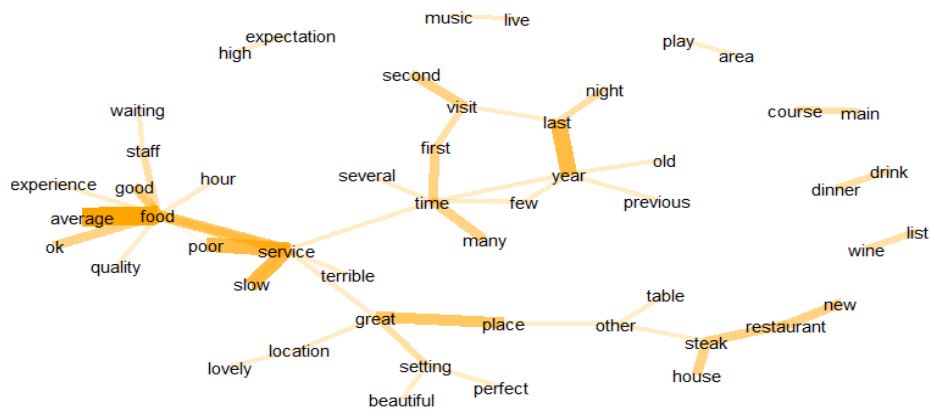 music live
expectation
high
play
area
second
night
waiting
visit
last
course main
staff
first
old
drink
experience
good
hour
several
year
dinner
average
food
time
few
previous
ok
poor
service
many
list
wine
quality
slow
terrible
table
new
great
place
other
restaurant
steak
location
lovely
setting
house
perfect
beautiful